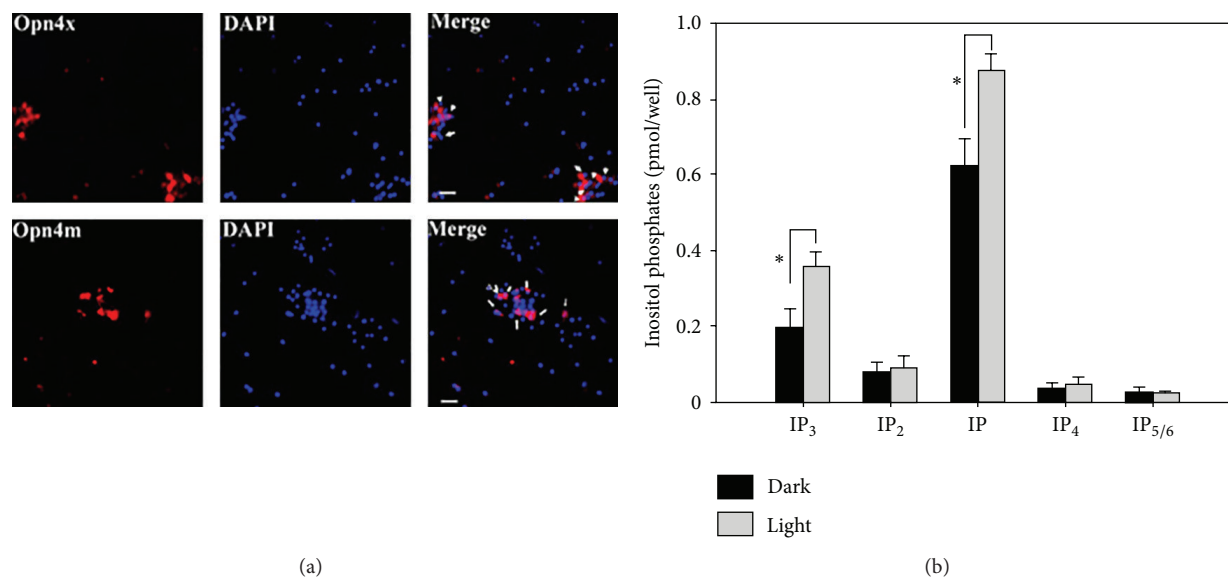 Opn4x
DAPI
Merge
Opn4m
DAPI
Merge
(a)
Inositol phosphates (pmol/well)
1.0
0.8
0.6
0.4
0.2
0
*
*
IP₃
IP₂
IP
IP₄
IP₅/₆
Dark
Light
(b)